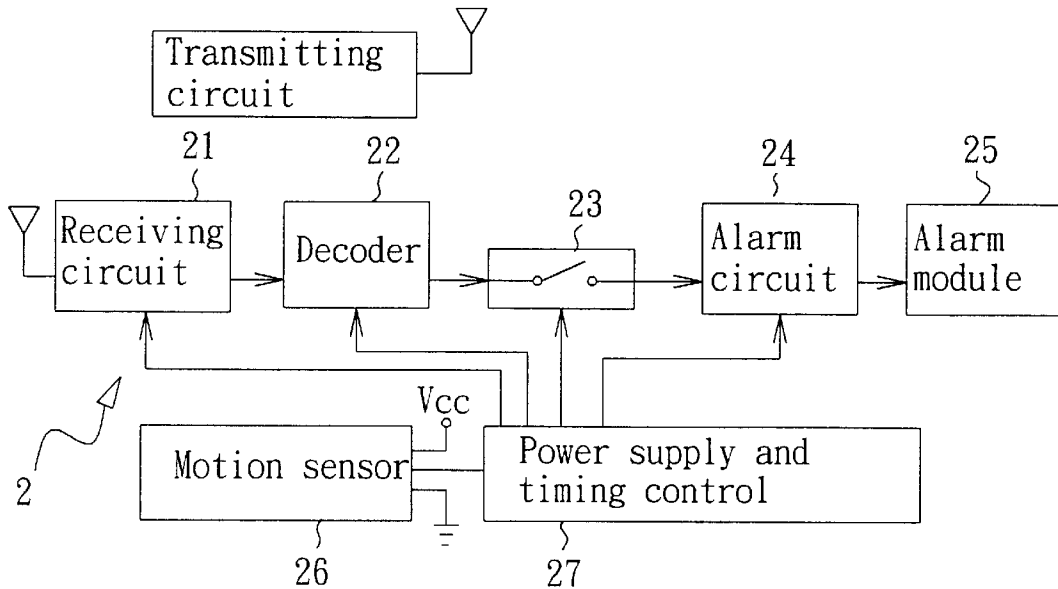 Transmitting
circuit
21
22
23
24
25
Receiving
circuit
Decoder
Alarm
circuit
Alarm
module
2
Vcc
Motion sensor
Power supply and
timing control
26
27